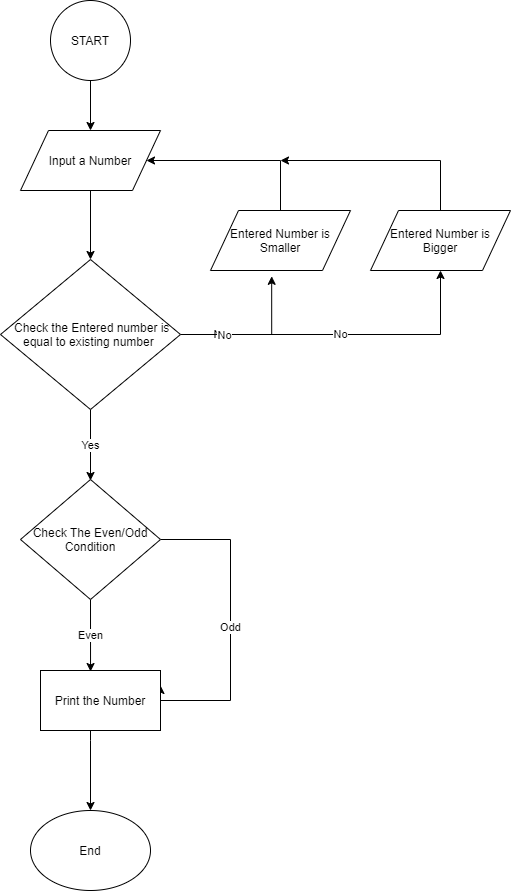 START
Input a Number
Entered Number is
Smaller
Entered Number is
Bigger
Check the Entered number is
equal to existing number
No
No
Yes
Check The Even/Odd
Condition
Even
Odd
Print the Number
End